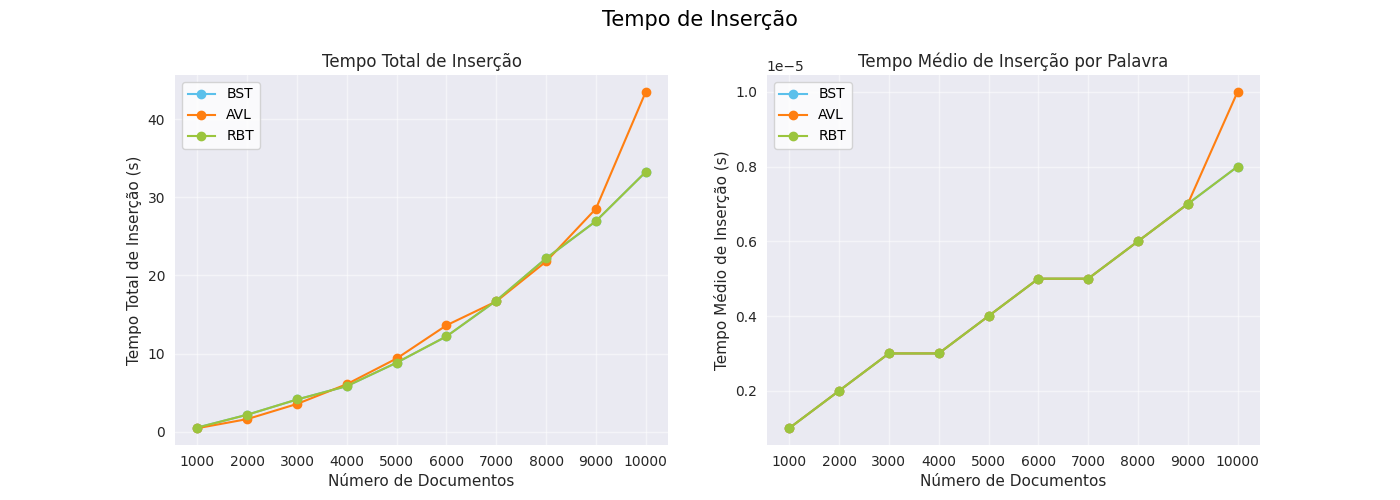 Tempo de Inserção
Tempo Total de Inserção
BST
AVL
RBT
Tempo Total de Inserção (s)
40
30
20
10
0
1000 2000 3000 4000 5000 6000 7000 8000 9000 10000
Número de Documentos
Tempo Médio de Inserção por Palavra
1e−5
BST
AVL
RBT
Tempo Médio de Inserção (s)
1.0
0.8
0.6
0.4
0.2
1000 2000 3000 4000 5000 6000 7000 8000 9000 10000
Número de Documentos